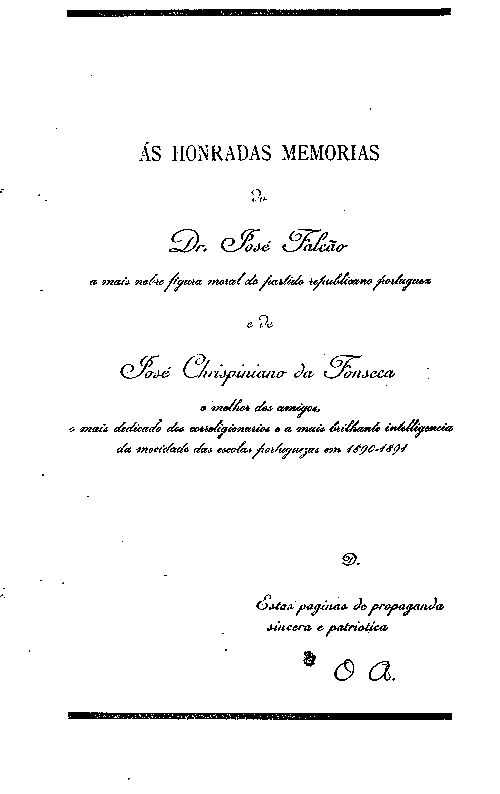 ÁS HONRADAS MEMORIAS
do
Dr. José Falcão
a mais nobre figura moral do partido republicano portuguez
e de
José Chrispiniano da Fonseca
o melhor dos amigos,
o mais dedicado dos correligionarios e a mais brilhante intelligencia
da mocidade das escolas portuguezas em 1890-1891
D.
Estas paginas de propaganda
sincera e patriotica
O A.